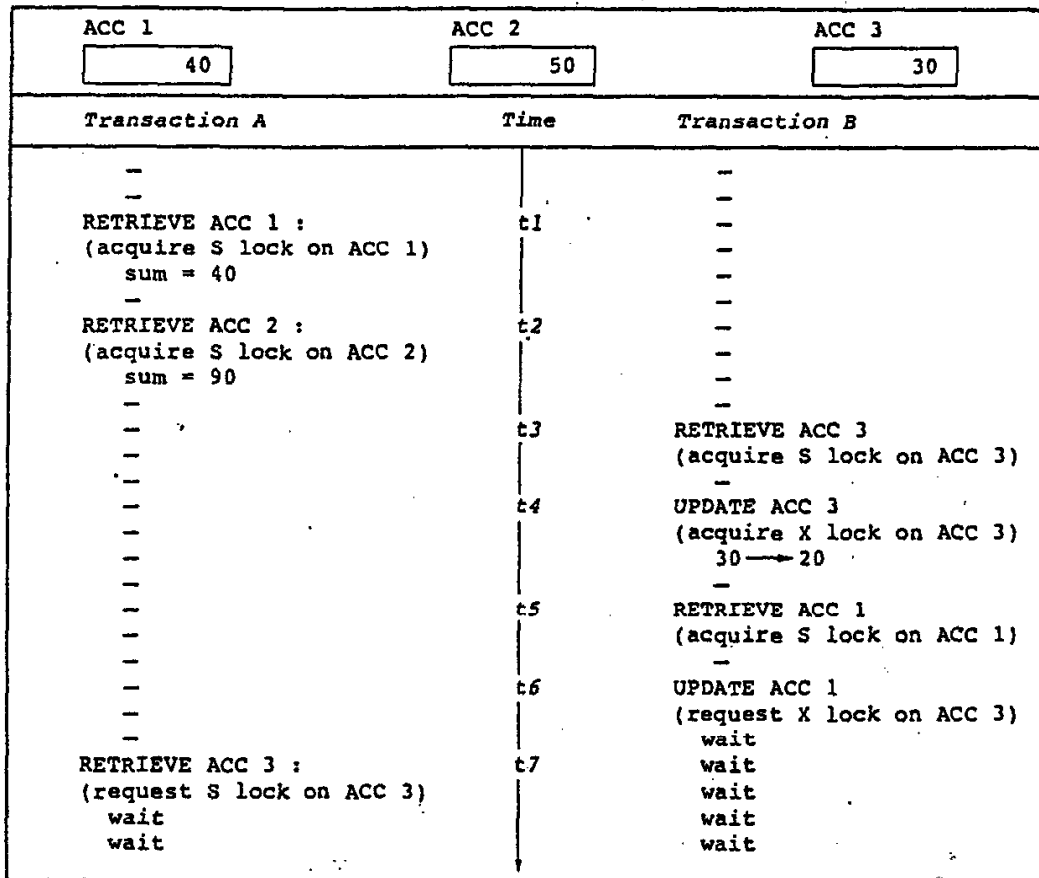 ACC 1 ACC 2 ACC 3
40 50 30
Transaction A Time Transaction B
– –
– –
RETRIEVE ACC 1 : t1 –
(acquire S lock on ACC 1) –
sum = 40 –
– –
RETRIEVE ACC 2 : t2 –
(acquire S lock on ACC 2) –
sum = 90 –
– –
– t3 RETRIEVE ACC 3
– (acquire S lock on ACC 3)
– –
– t4 UPDATE ACC 3
– (acquire X lock on ACC 3)
– 30 → 20
– –
– t5 RETRIEVE ACC 1
– (acquire S lock on ACC 1)
– –
– t6 UPDATE ACC 1
– (request X lock on ACC 3)
– wait
RETRIEVE ACC 3 : t7 wait
(request S lock on ACC 3) wait
wait wait
wait wait